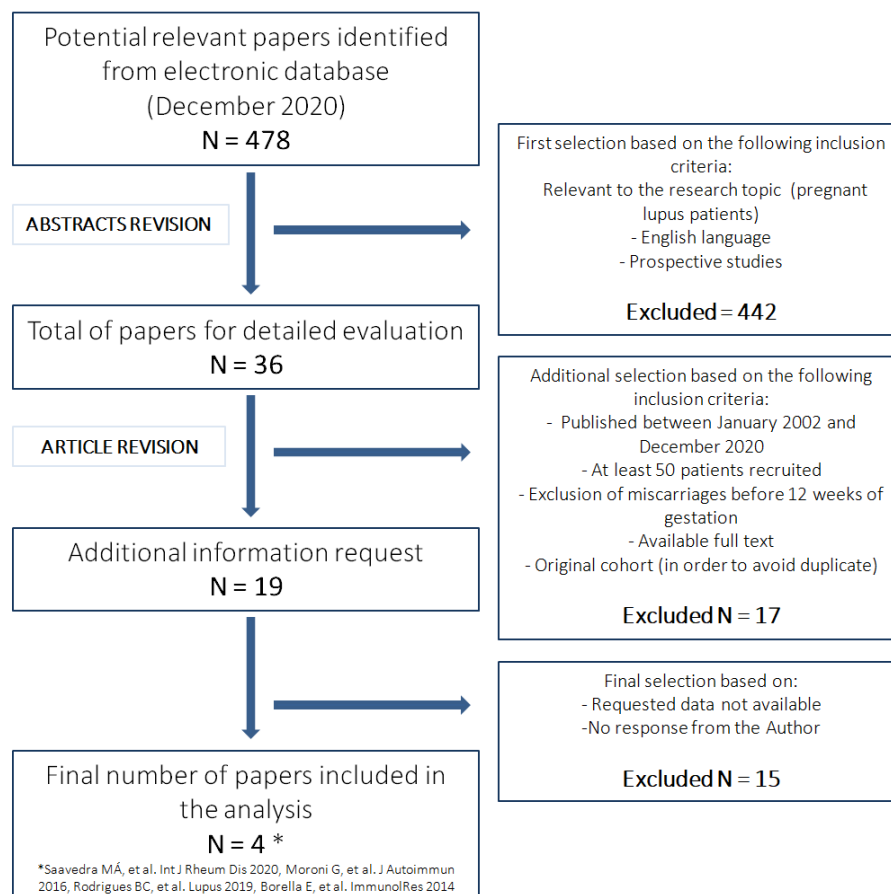 Potential relevant papers identified
from electronic database
(December 2020)
N = 478
First selection based on the following inclusion
criteria:
Relevant to the research topic (pregnant
lupus patients)
- English language
- Prospective studies
Excluded = 442
ABSTRACTS REVISION
Total of papers for detailed evaluation
N = 36
Additional selection based on the following
inclusion criteria:
- Published between January 2002 and
December 2020
- At least 50 patients recruited
- Exclusion of miscarriages before 12 weeks of
gestation
- Available full text
- Original cohort (in order to avoid duplicate)
Excluded N = 17
ARTICLE REVISION
Additional information request
N = 19
Final selection based on:
- Requested data not available
-No response from the Author
Excluded N = 15
Final number of papers included in
the analysis
N = 4 *
*Saavedra MÁ, et al. Int J Rheum Dis 2020, Moroni G, et al. J Autoimmun
2016, Rodrigues BC, et al. Lupus 2019, Borella E, et al. ImmunolRes 2014